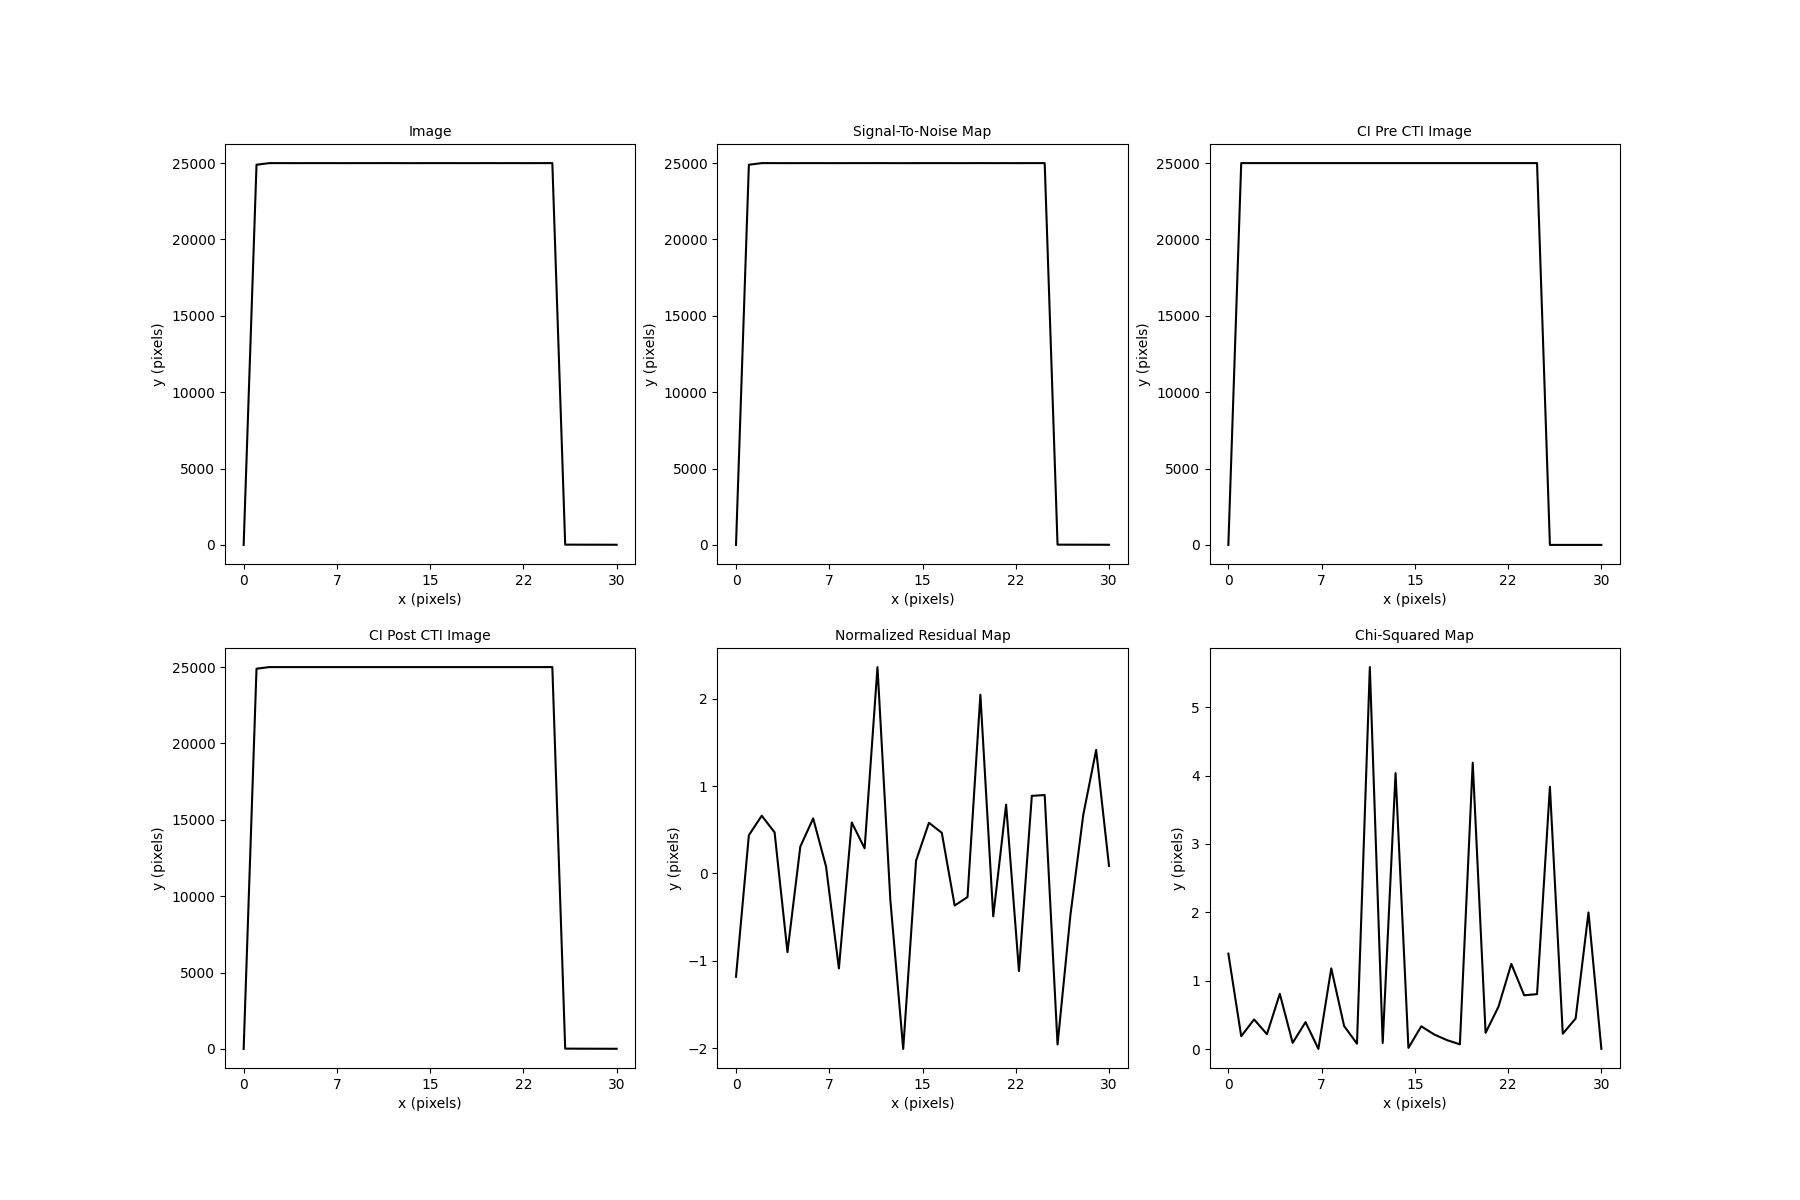 Image
Signal-To-Noise Map
CI Pre CTI Image
25000
20000
15000
10000
5000
0
y (pixels)
0 7 15 22 30
x (pixels)
25000
20000
15000
10000
5000
0
y (pixels)
0 7 15 22 30
x (pixels)
25000
20000
15000
10000
5000
0
y (pixels)
0 7 15 22 30
x (pixels)
CI Post CTI Image
Normalized Residual Map
Chi-Squared Map
25000
20000
15000
10000
5000
0
y (pixels)
0 7 15 22 30
x (pixels)
2
1
0
−1
−2
y (pixels)
0 7 15 22 30
x (pixels)
5
4
3
2
1
0
y (pixels)
0 7 15 22 30
x (pixels)